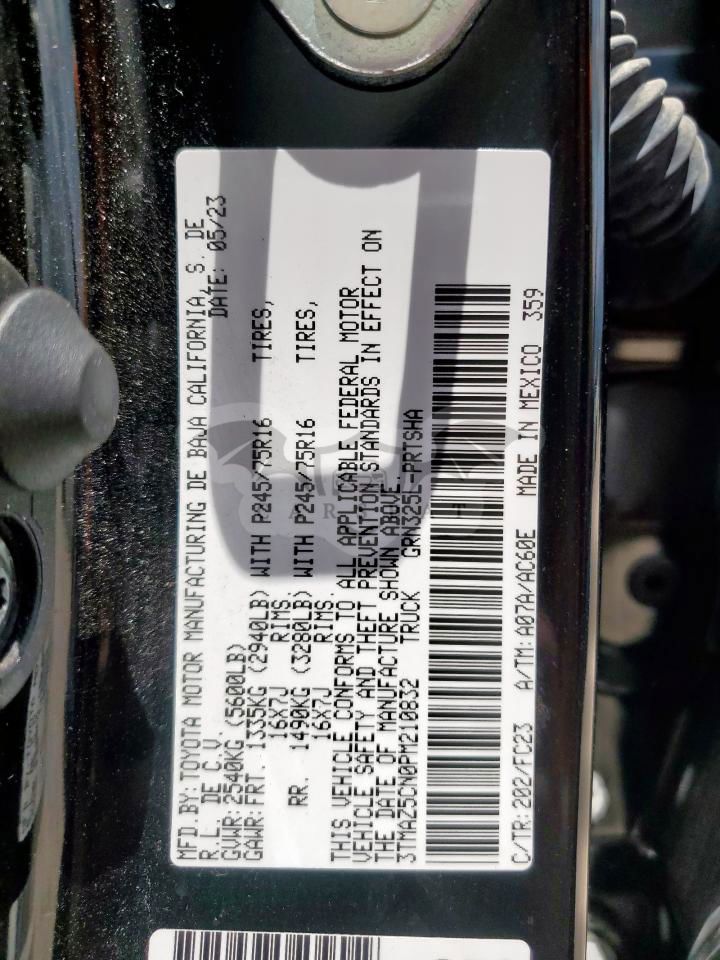 MFD.BY:TOYOTA MOTOR MANUFACTURING DE BAJA CALIFORNIA, S. DE
R.L. DE C.V. DATE: 05/23
GVWR:2540KG (5600LB)
GAWR:FRT. 1335KG (2940LB) WITH P245/75R16 TIRES,
16X7J RIMS.
RR. 1490KG (3280LB) WITH P245/75R16 TIRES,
16X7J RIMS.
THIS VEHICLE CONFORMS TO ALL APPLICABLE FEDERAL MOTOR
VEHICLE SAFETY AND THEFT PREVENTION STANDARDS IN EFFECT ON
THE DATE OF MANUFACTURE SHOWN ABOVE.
3TMAZ5CN0PM210832 TRUCK GRN325L-PRTSHA
C/TR:202/FC23 A/TM:A07A/AC60E MADE IN MEXICO 359